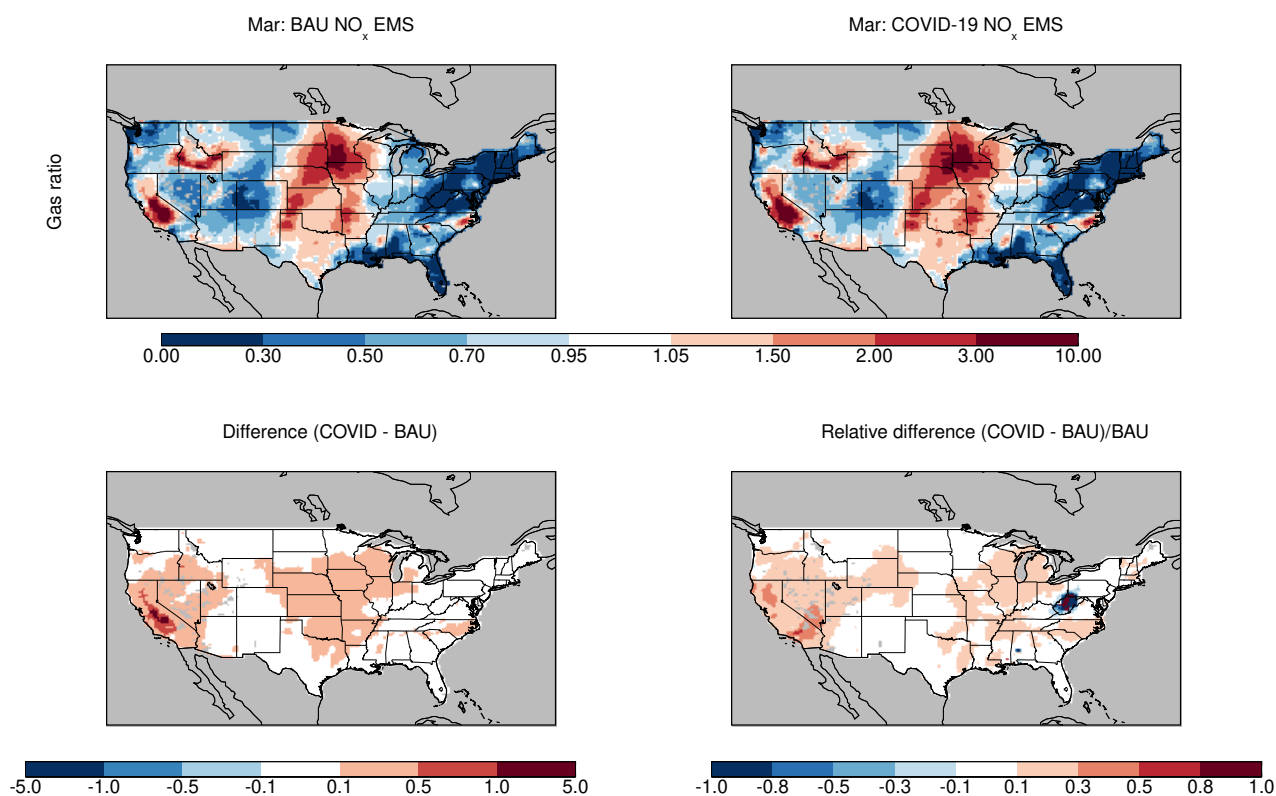 Mar: BAU NOx EMS
Mar: COVID-19 NOx EMS
Gas ratio
0.00 0.30 0.50 0.70 0.95 1.05 1.50 2.00 3.00 10.00
Difference (COVID - BAU)
Relative difference (COVID - BAU)/BAU
-5.0 -1.0 -0.5 -0.1 0.1 0.5 1.0 5.0
-1.0 -0.8 -0.5 -0.3 -0.1 0.1 0.3 0.5 0.8 1.0